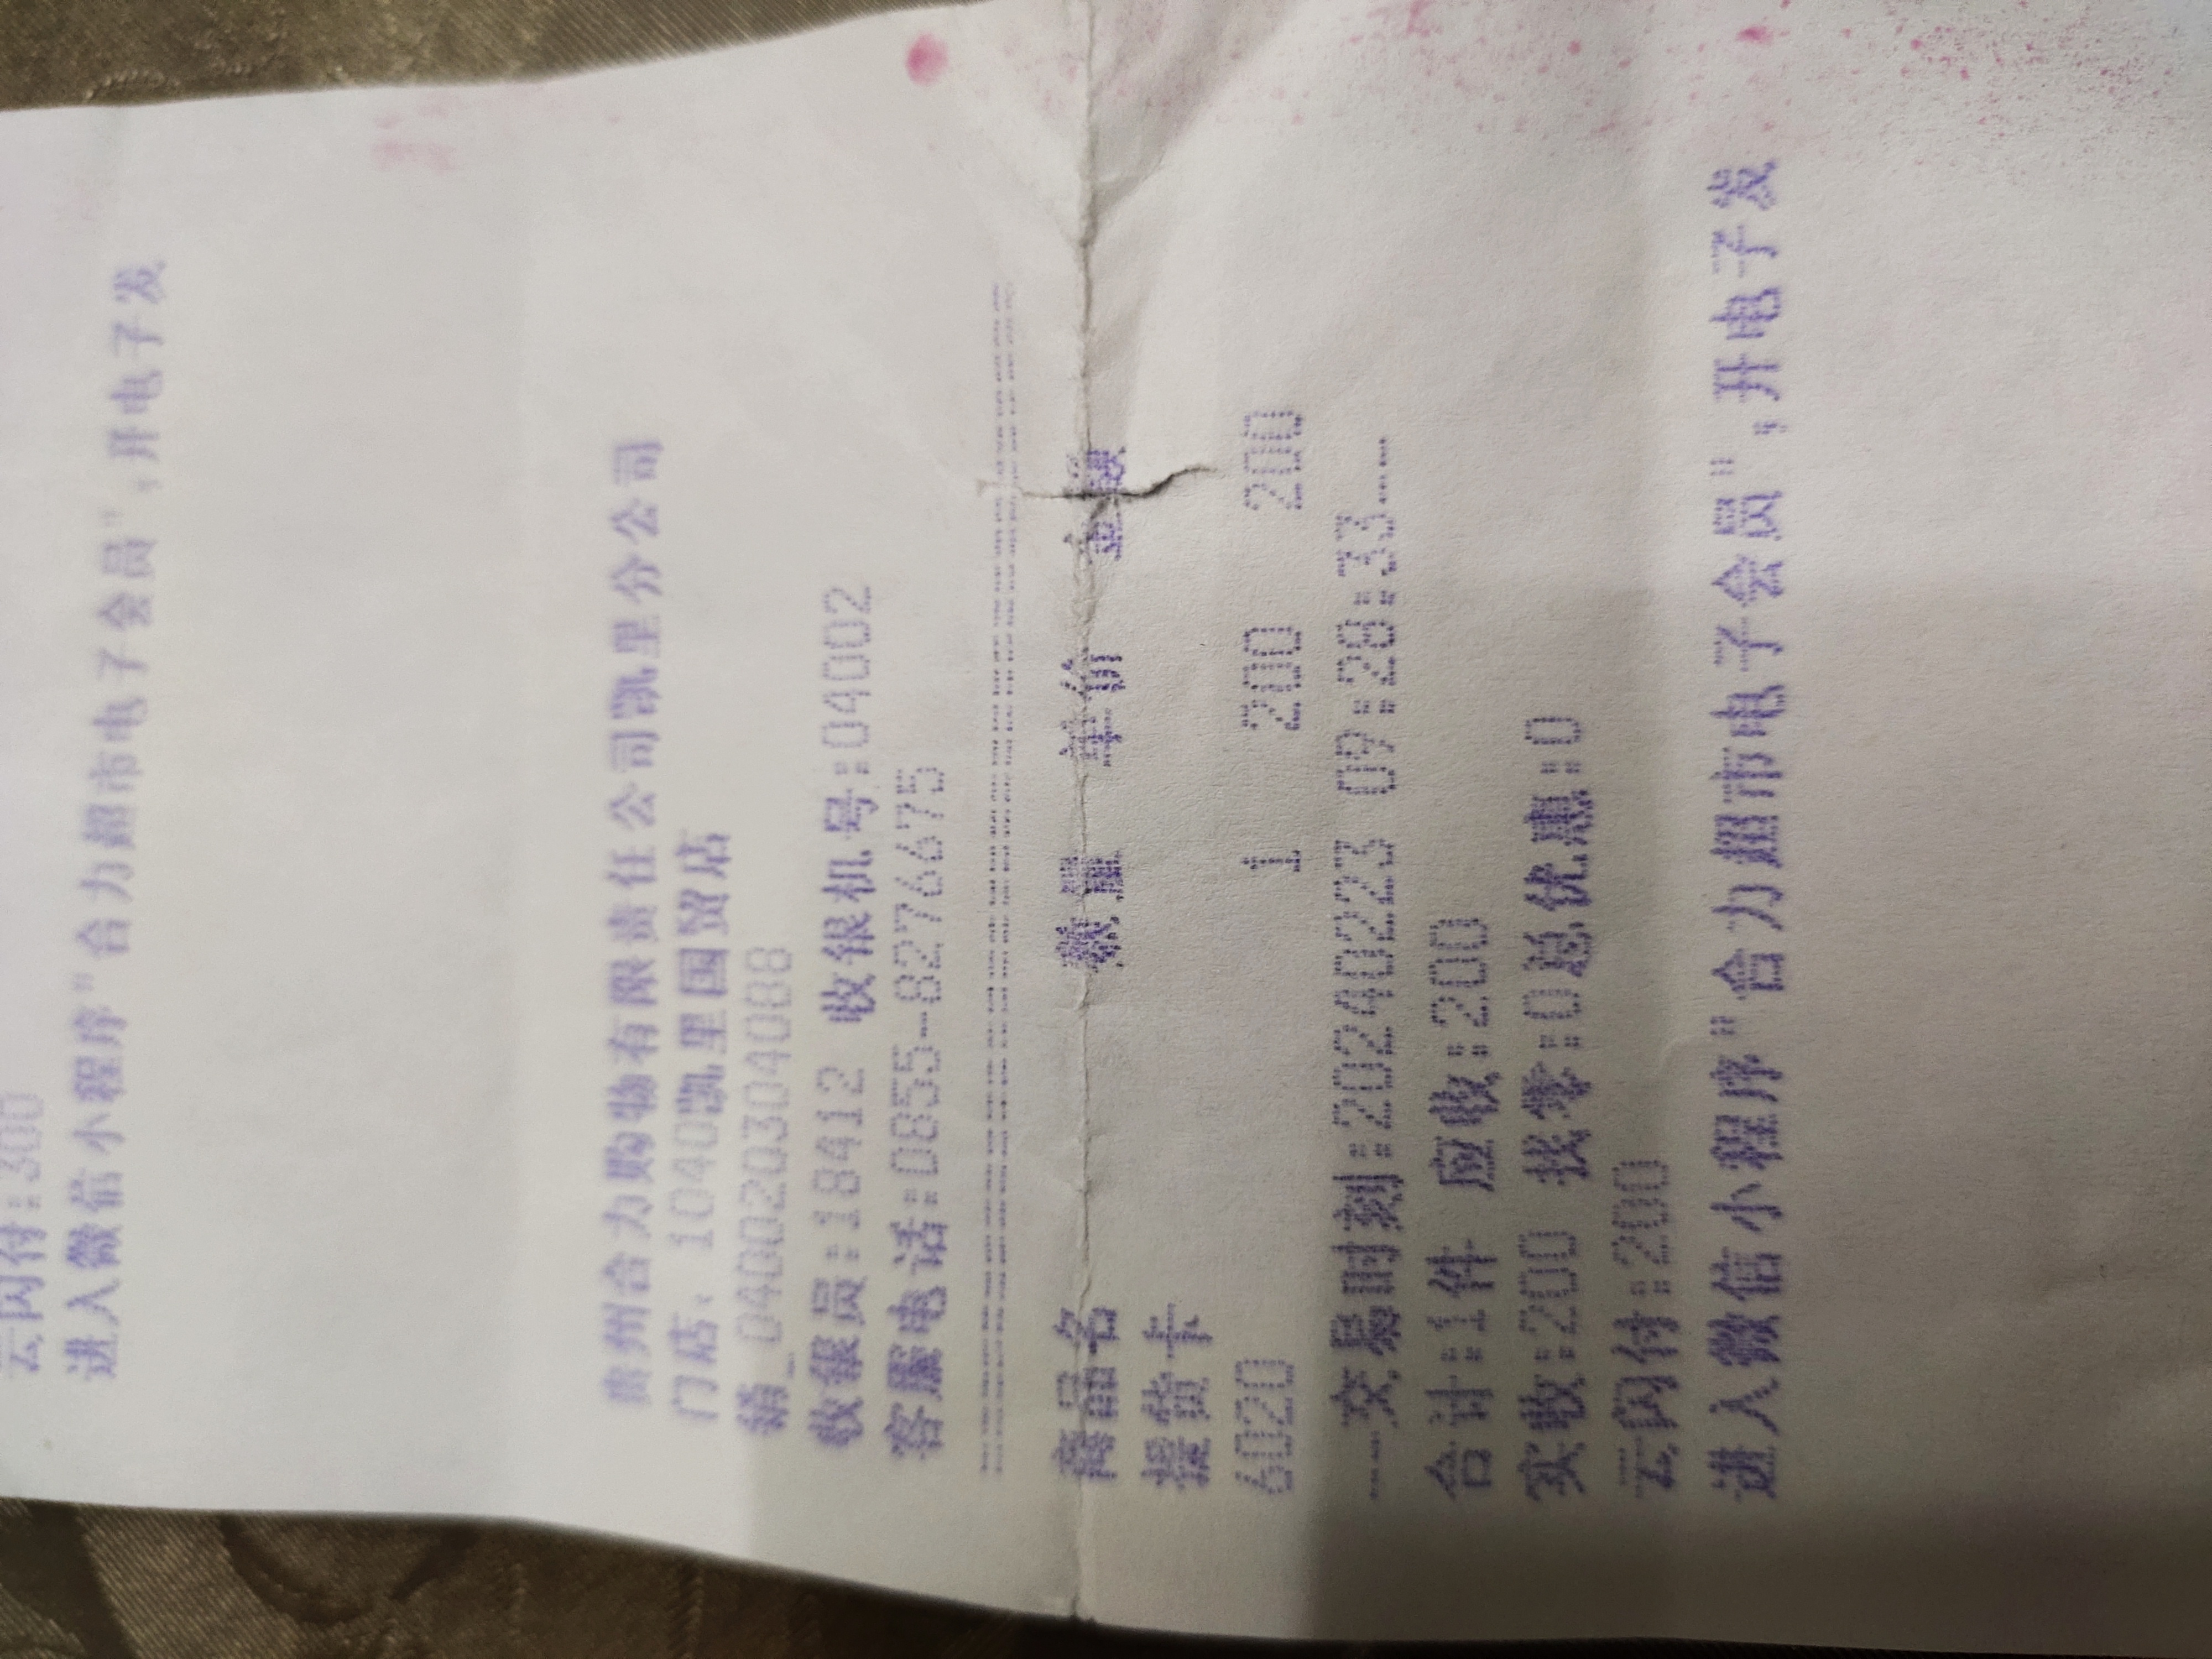 云闪付:300
进入微信小程序"合力超市电子会员",开电子发
贵州合力购物有限责任公司凯里分公司
门店: 1040凯里国贸店
销_040020304088
收银员:18412 收银机号:04002
客服电话:0855-8276675
================================
商品名 数量 单价 金额
提货卡
6020 1 200 200
---交易时刻:20240223 09:28:33---
合计:1件 应收:200
实收:200 找零:0总优惠:0
云闪付:200
进入微信小程序"合力超市电子会员",开电子发